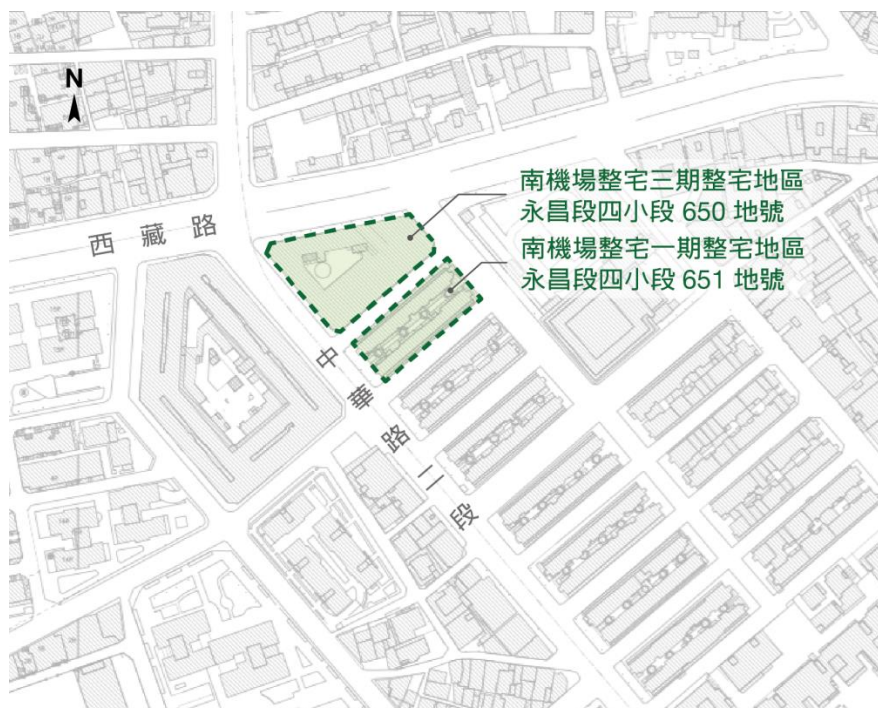 N
南機場整宅三期整宅地區
永昌段四小段 650 地號
南機場整宅一期整宅地區
永昌段四小段 651 地號
西藏路
中華路二段